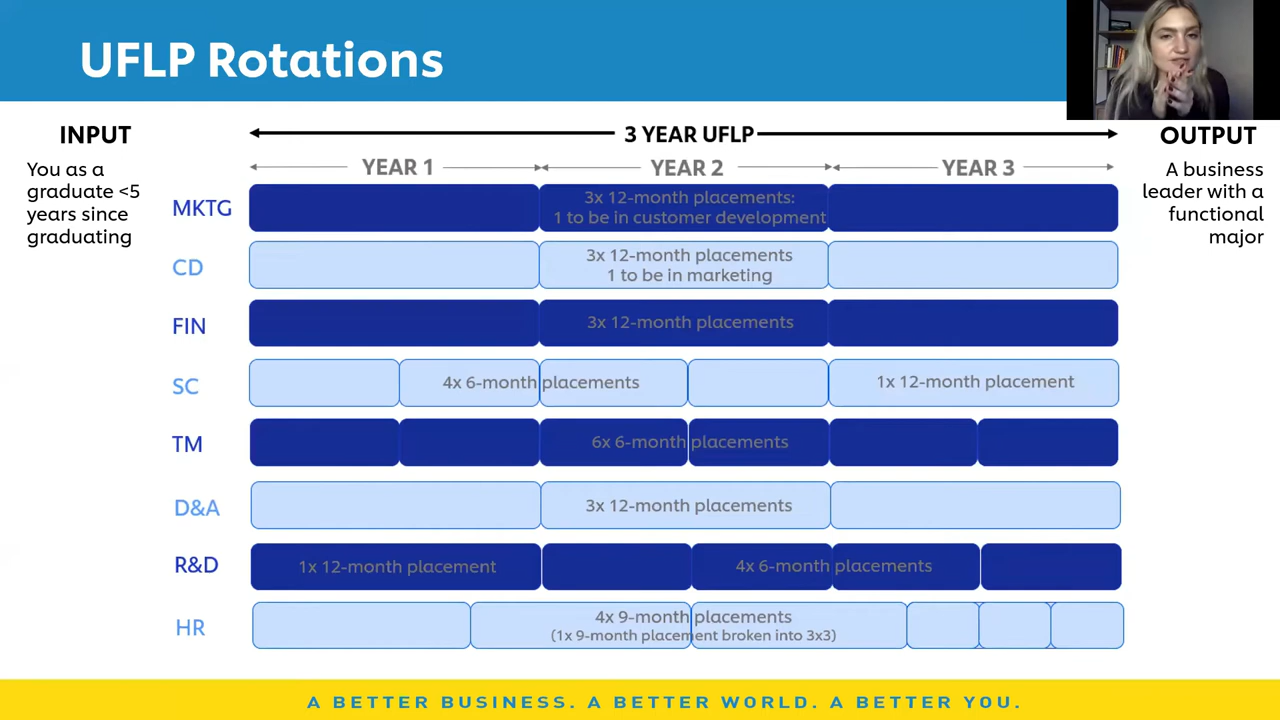 UFLP Rotations
INPUT
You as a
graduate <5
years since
graduating
3 YEAR UFLP
OUTPUT
A business
leader with a
functional
major
YEAR 1
YEAR 2
YEAR 3
MKTG
3x 12-month placements:
1 to be in customer development
CD
3x 12-month placements
1 to be in marketing
FIN
3x 12-month placements
SC
4x 6-month placements
1x 12-month placement
TM
6x 6-month placements
D&A
3x 12-month placements
R&D
1x 12-month placement
4x 6-month placements
HR
4x 9-month placements
(1x 9-month placement broken into 3x3)
A BETTER BUSINESS. A BETTER WORLD. A BETTER YOU.